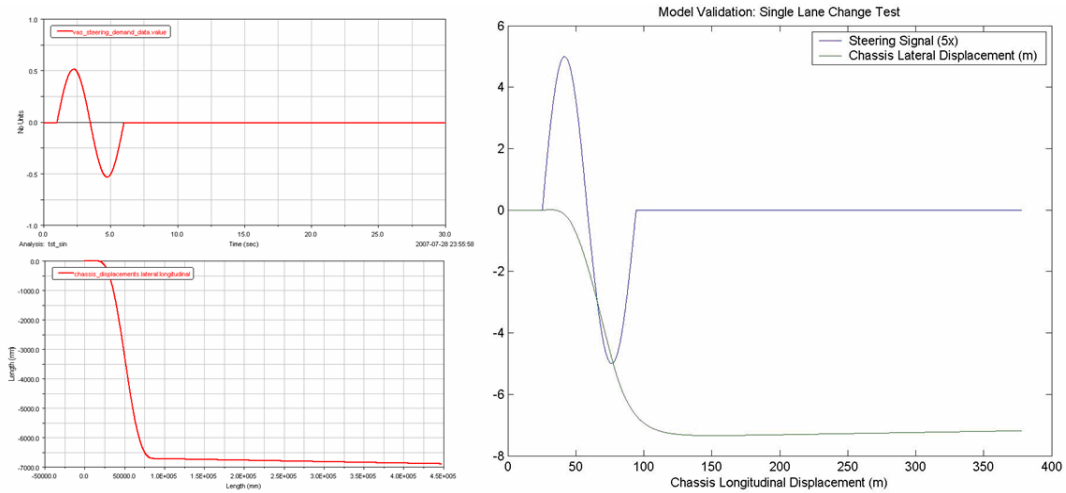 vas_steering_demand_data.value
1.0
0.5
0.0
-0.5
-1.0
No Units
0.0
5.0
10.0
15.0
20.0
25.0
30.0
Analysis: tst_sin
Time (sec)
2007-07-28 23:55:58
chassis_displacements.lateral longitudinal
0.0
-1000.0
-2000.0
-3000.0
-4000.0
-5000.0
-6000.0
-7000.0
Length (mm)
-50000.0
0.0
50000.0
1.0E+005
1.5E+005
2.0E+005
2.5E+005
3.0E+005
3.5E+005
4.0E+005
4.5E+005
Length (mm)
Model Validation: Single Lane Change Test
Steering Signal (5x)
Chassis Lateral Displacement (m)
6
4
2
0
-2
-4
-6
-8
0
50
100
150
200
250
300
350
400
Chassis Longitudinal Displacement (m)